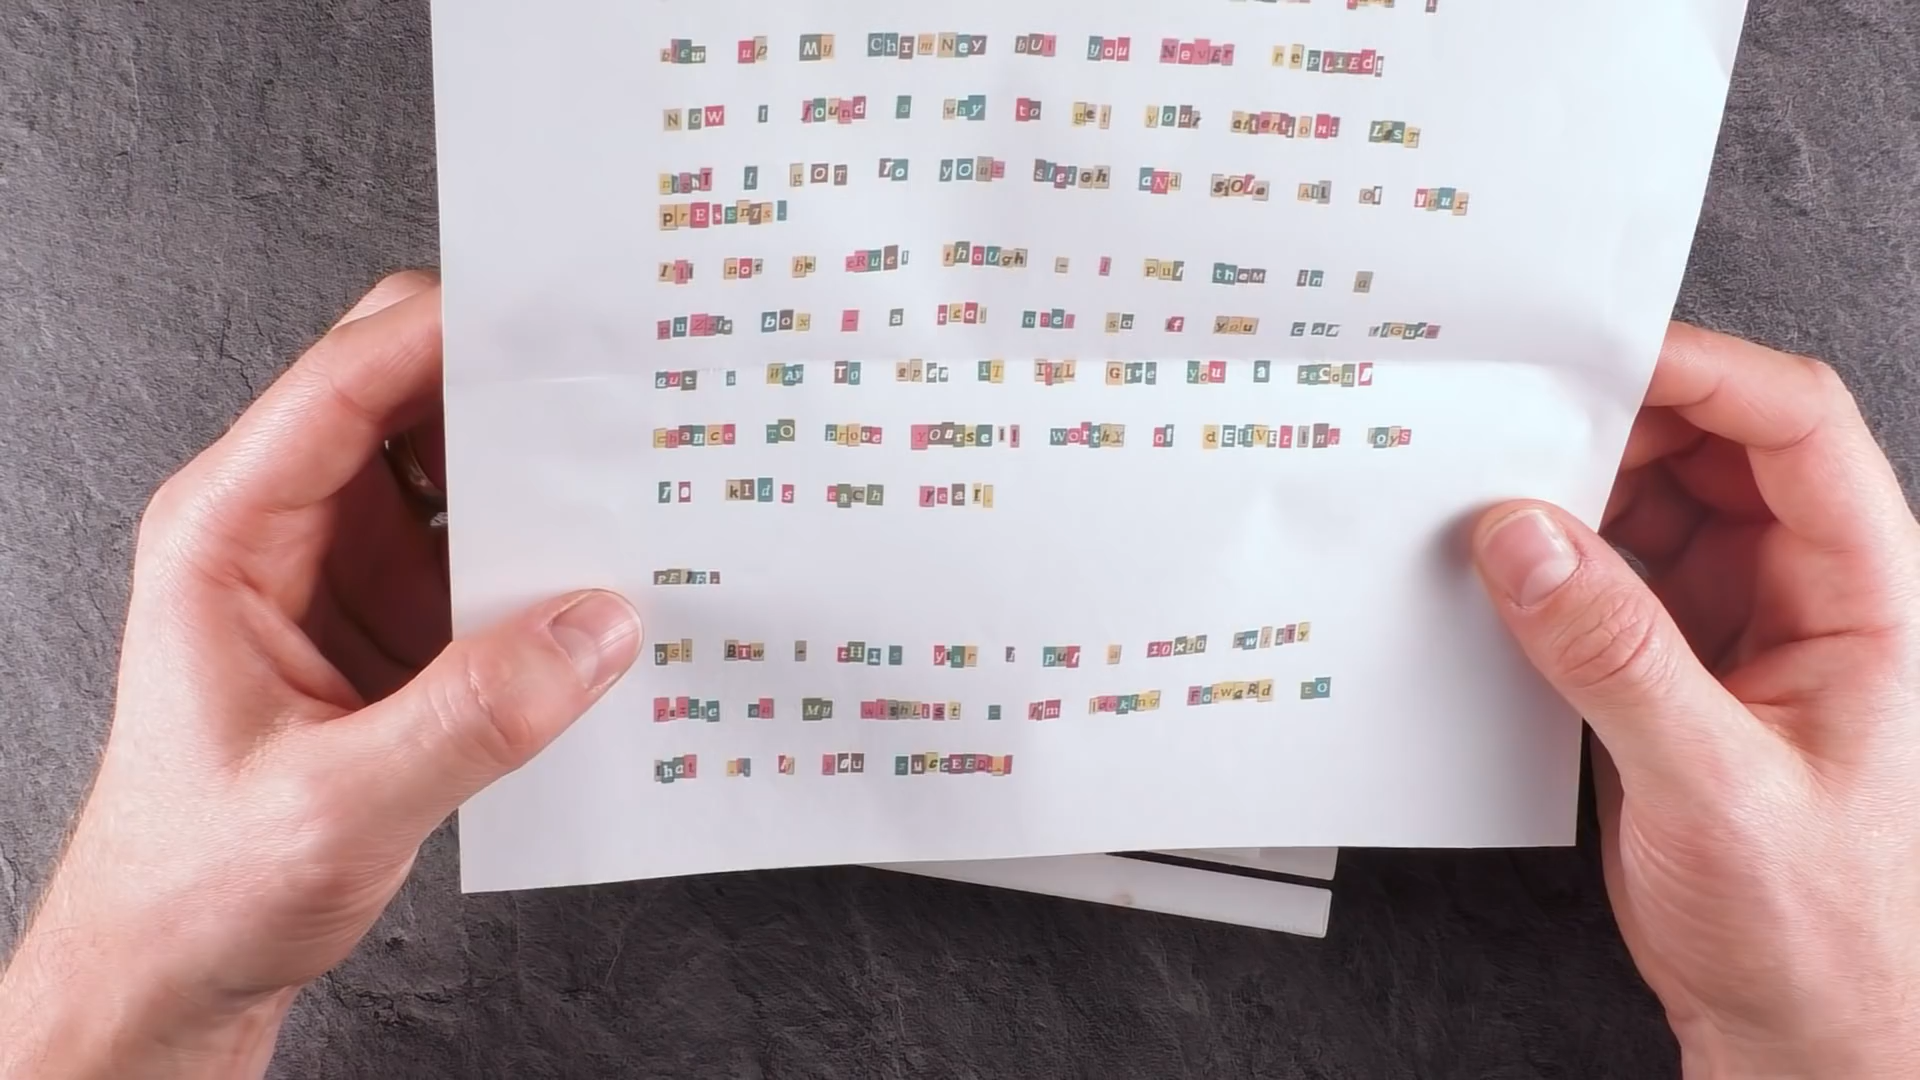 blew up My ChImNey bUt you NeVeR replIEd!
NOW I found a way to get your attention: LasT
nighT I gOT To yOur sleigh aNd stOle All of your
prEsenTs.
I'll not be cRuel though - I put theM in a
puZzle box - a real one! so if you can fiGure
out a WAy To open iT I'LL GIve you a seCond
chance TO prove yOurself worthy of dElIVEring toys
To kIds each year.
PEtE.
ps: BTw - tHIs year I put a 10x10 TwisTy
puzzle on My wishList - I'm looking ForwaRd tO
that .. if you sucCEED...!